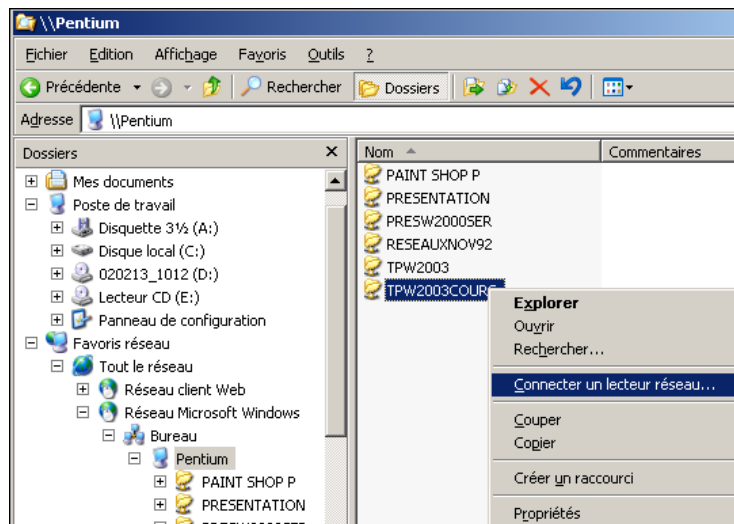 \\Pentium
Fichier Edition Affichage Favoris Outils ?
Précédente Rechercher Dossiers
Adresse \\Pentium
Dossiers
Mes documents
Poste de travail
Disquette 3½ (A:)
Disque local (C:)
020213_1012 (D:)
Lecteur CD (E:)
Panneau de configuration
Favoris réseau
Tout le réseau
Réseau client Web
Réseau Microsoft Windows
Bureau
Pentium
PAINT SHOP P
PRESENTATION
Nom Commentaires
PAINT SHOP P
PRESENTATION
PRESW2000SER
RESEAUXNOV92
TPW2003
TPW2003COURS
Explorer
Ouvrir
Rechercher...
Connecter un lecteur réseau...
Couper
Copier
Créer un raccourci
Propriétés